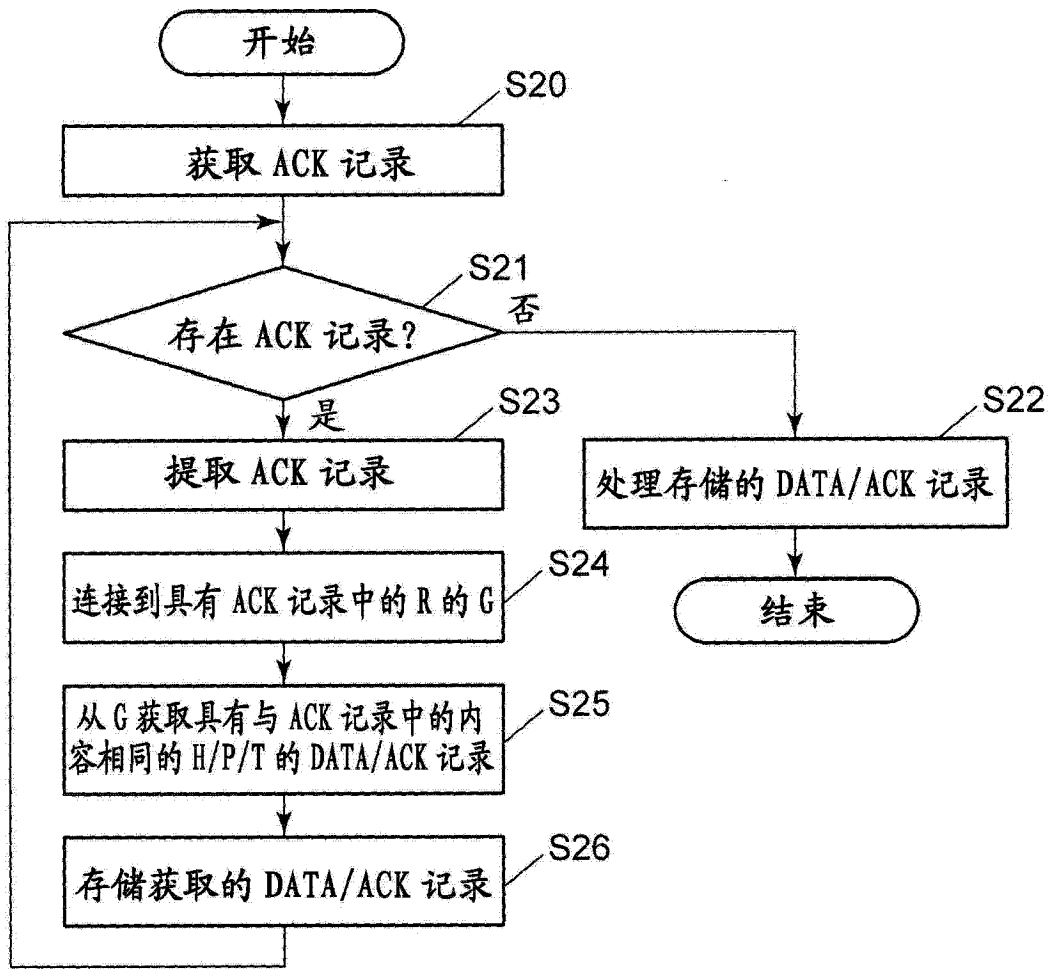 开始
S20
获取 ACK 记录
S21
存在 ACK 记录?
否
是
S23
提取 ACK 记录
S22
处理存储的 DATA/ACK 记录
S24
连接到具有 ACK 记录中的 R 的 G
结束
S25
从 G 获取具有与 ACK 记录中的内
容相同的 H/P/T 的 DATA/ACK 记录
S26
存储获取的 DATA/ACK 记录